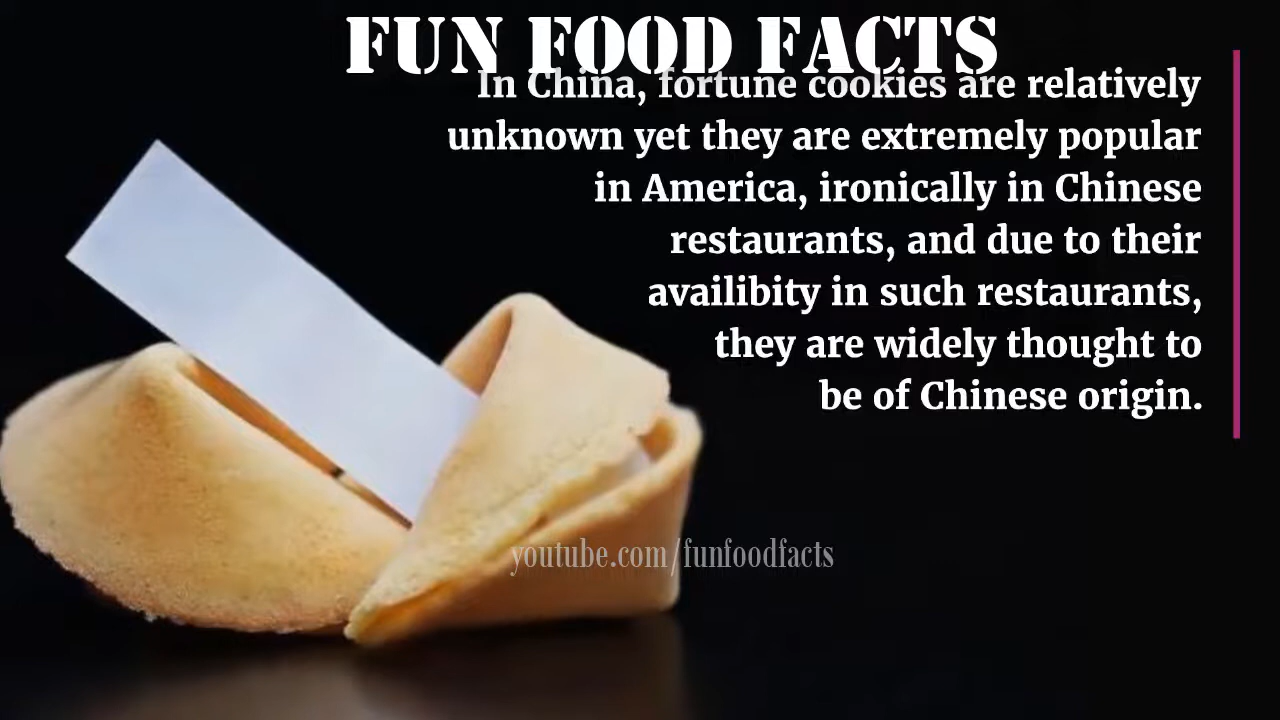 FUN FOOD FACTS
In China, fortune cookies are relatively
unknown yet they are extremely popular
in America, ironically in Chinese
restaurants, and due to their
availibity in such restaurants,
they are widely thought to
be of Chinese origin.
youtube.com/funfoodfacts